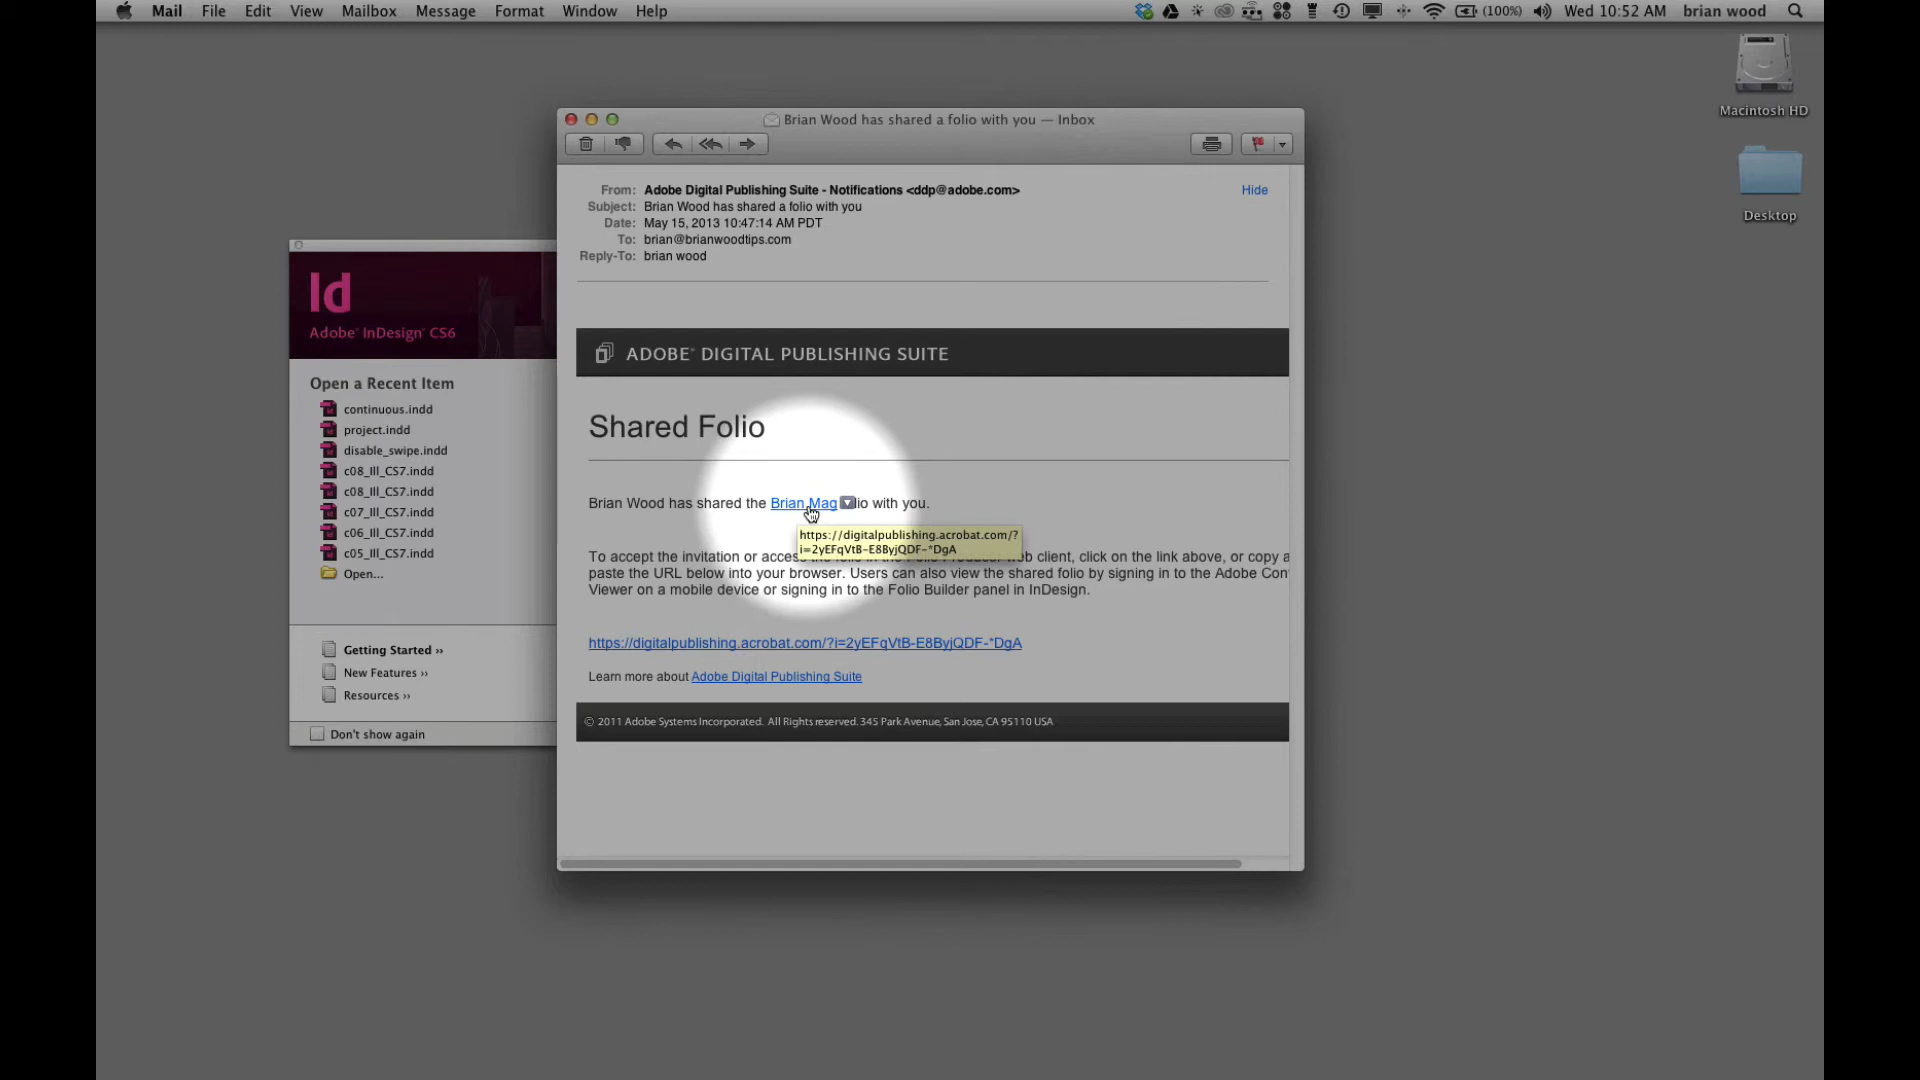 Mail File Edit View Mailbox Message Format Window Help (100%) Wed 10:52 AM brian wood
Macintosh HD
Desktop
Brian Wood has shared a folio with you — Inbox
From: Adobe Digital Publishing Suite - Notifications <ddp@adobe.com> Hide
Subject: Brian Wood has shared a folio with you
Date: May 15, 2013 10:47:14 AM PDT
To: brian@brianwoodtips.com
Reply-To: brian wood
Id
Adobe® InDesign® CS6
Open a Recent Item
continuous.indd
project.indd
disable_swipe.indd
c08_Ill_CS7.indd
c08_Ill_CS7.indd
c07_Ill_CS7.indd
c06_Ill_CS7.indd
c05_Ill_CS7.indd
Open...
Getting Started ››
New Features ››
Resources ››
Don't show again
ADOBE® DIGITAL PUBLISHING SUITE
Shared Folio
Brian Wood has shared the Brian Mag lio with you.
https://digitalpublishing.acrobat.com/?
i=2yEFqVtB-E8ByjQDF-*DgA
To accept the invitation or access web client, click on the link above, or copy a
paste the URL below into your browser. Users can also view the shared folio by signing in to the Adobe Con
Viewer on a mobile device or signing in to the Folio Builder panel in InDesign.
https://digitalpublishing.acrobat.com/?i=2yEFqVtB-E8ByjQDF-*DgA
Learn more about Adobe Digital Publishing Suite
© 2011 Adobe Systems Incorporated. All Rights reserved. 345 Park Avenue, San Jose, CA 95110 USA